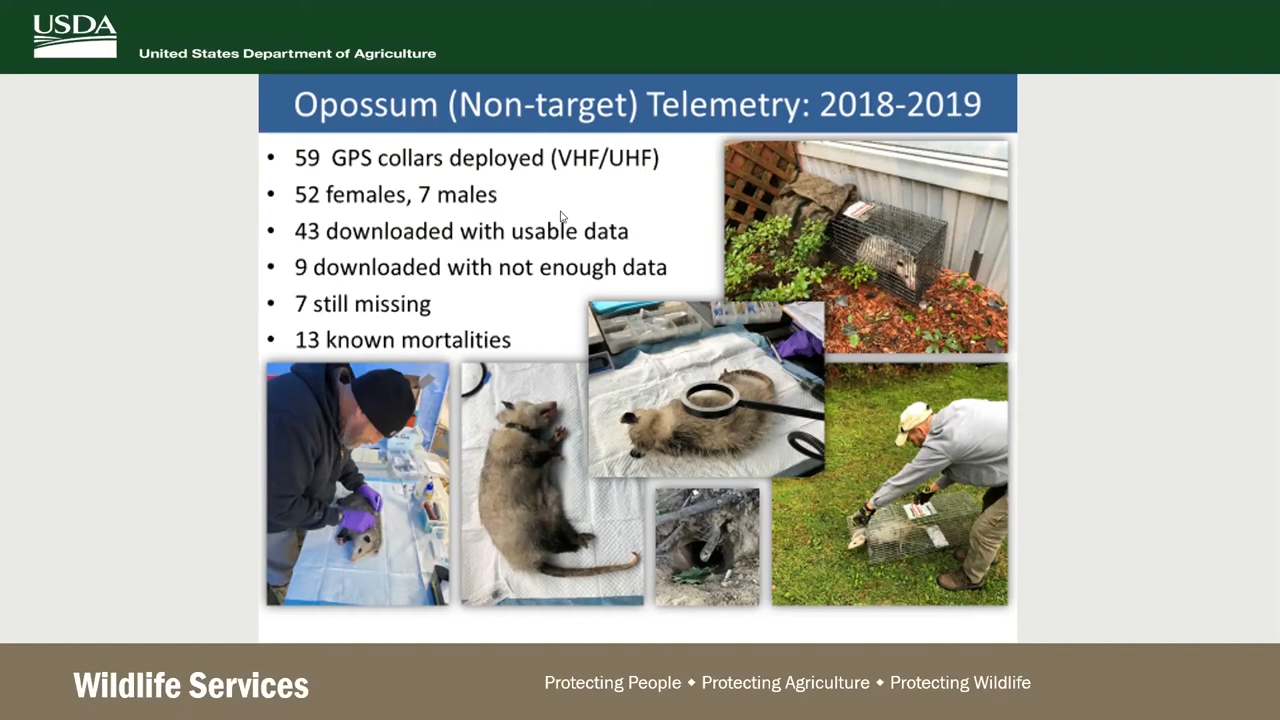 USDA
United States Department of Agriculture
Opossum (Non-target) Telemetry: 2018-2019
• 59 GPS collars deployed (VHF/UHF)
• 52 females, 7 males
• 43 downloaded with usable data
• 9 downloaded with not enough data
• 7 still missing
• 13 known mortalities
Wildlife Services
Protecting People ◆ Protecting Agriculture ◆ Protecting Wildlife